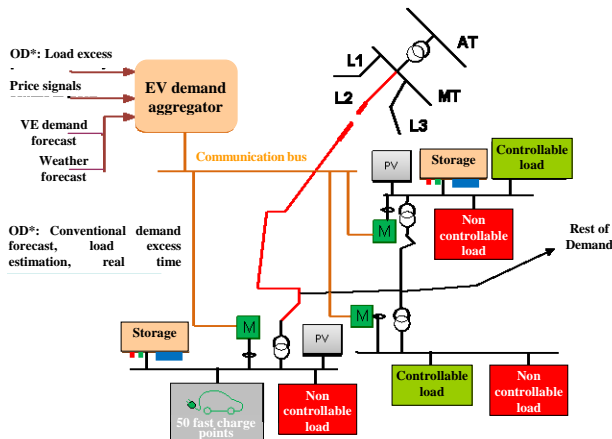 OD*: Load excess
Price signals
VE demand
forecast
Weather
forecast
EV demand
aggregator
Communication bus
OD*: Conventional demand
forecast, load excess
estimation, real time
AT
L1
L2
MT
L3
PV
Storage
Controllable
load
M
Non
controllable
load
Rest of
Demand
Storage
M
PV
M
50 fast charge
points
Non
controllable
load
Controllable
load
Non
controllable
load